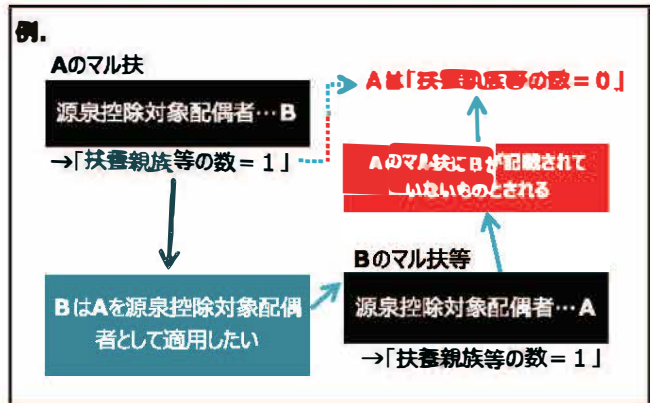 例.
Aのマル扶
源泉控除対象配偶者…B
→「扶養親族等の数＝1」
Aは「扶養親族等の数＝0」
Aのマル扶にBが記載されて
いないものとされる
BはAを源泉控除対象配偶
者として適用したい
Bのマル扶等
源泉控除対象配偶者…A
→「扶養親族等の数＝1」